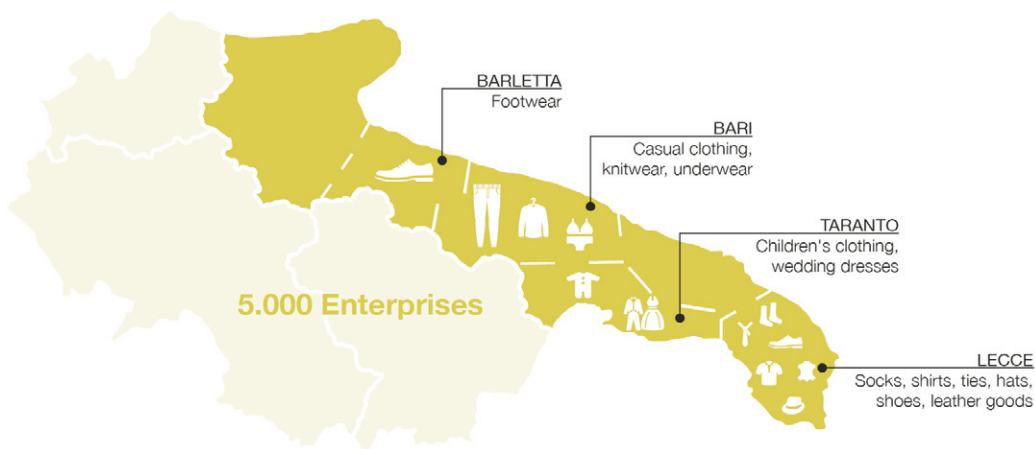 BARLETTA
Footwear
BARI
Casual clothing,
knitwear, underwear
TARANTO
Children's clothing,
wedding dresses
5.000 Enterprises
LECCE
Socks, shirts, ties, hats,
shoes, leather goods